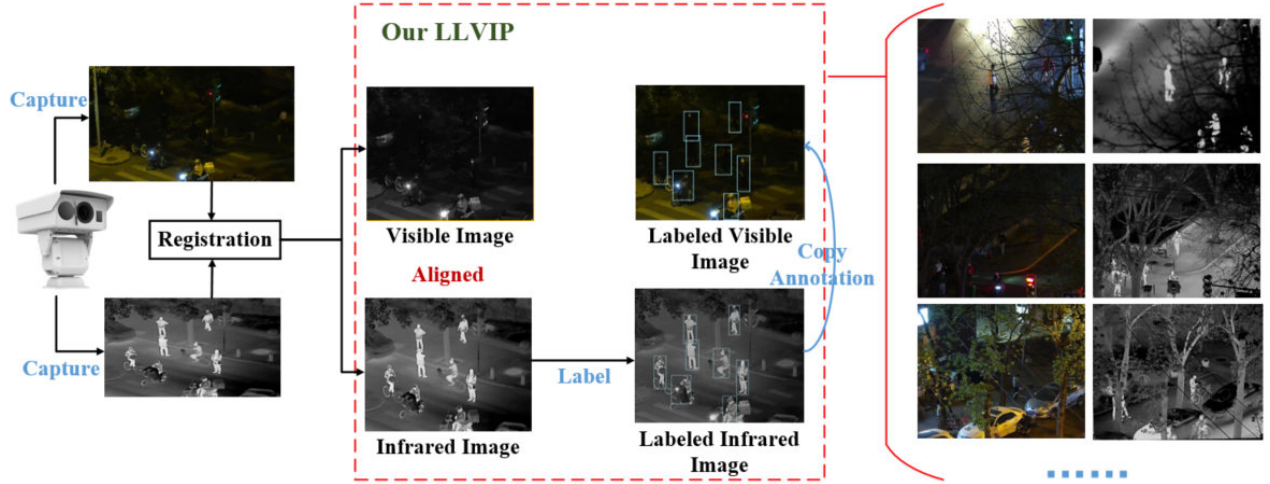 Our LLVIP
Capture
Registration
Capture
Visible Image
Aligned
Infrared Image
Label
Labeled Visible
Image
Copy
Annotation
Labeled Infrared
Image